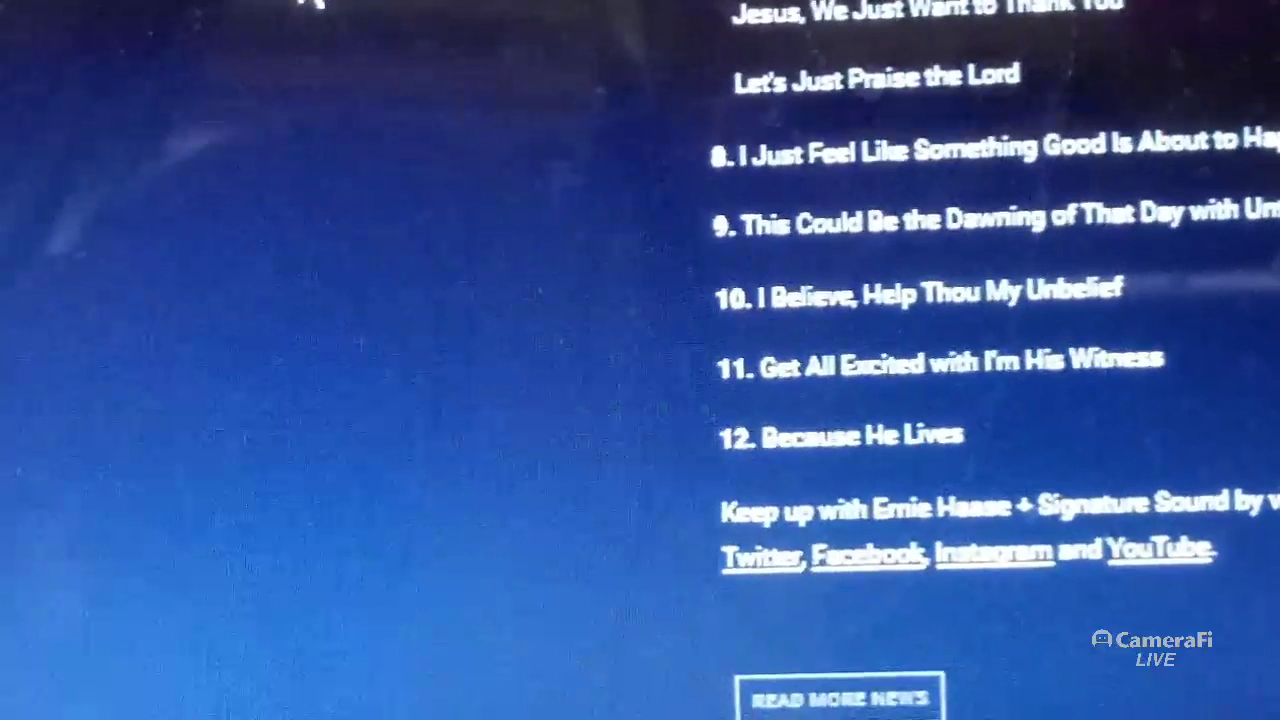 Jesus, We Just Want to Thank You
Let's Just Praise the Lord
8. I Just Feel Like Something Good Is About to
9. This Could Be the Dawning of That Day with
10. I Believe, Help Thou My Unbelief
11. Get All Excited with I'm His Witness
12. Because He Lives
Keep up with Ernie Haase + Signature Sound by
Twitter, Facebook, Instagram and YouTube.
CameraFi
LIVE
READ MORE NEWS